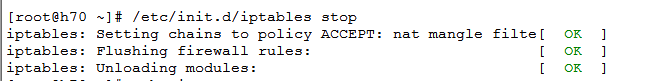 [root@h70 ~]# /etc/init.d/iptables stop
iptables: Setting chains to policy ACCEPT: nat mangle filte[  OK  ]
iptables: Flushing firewall rules:                         [  OK  ]
iptables: Unloading modules:                               [  OK  ]